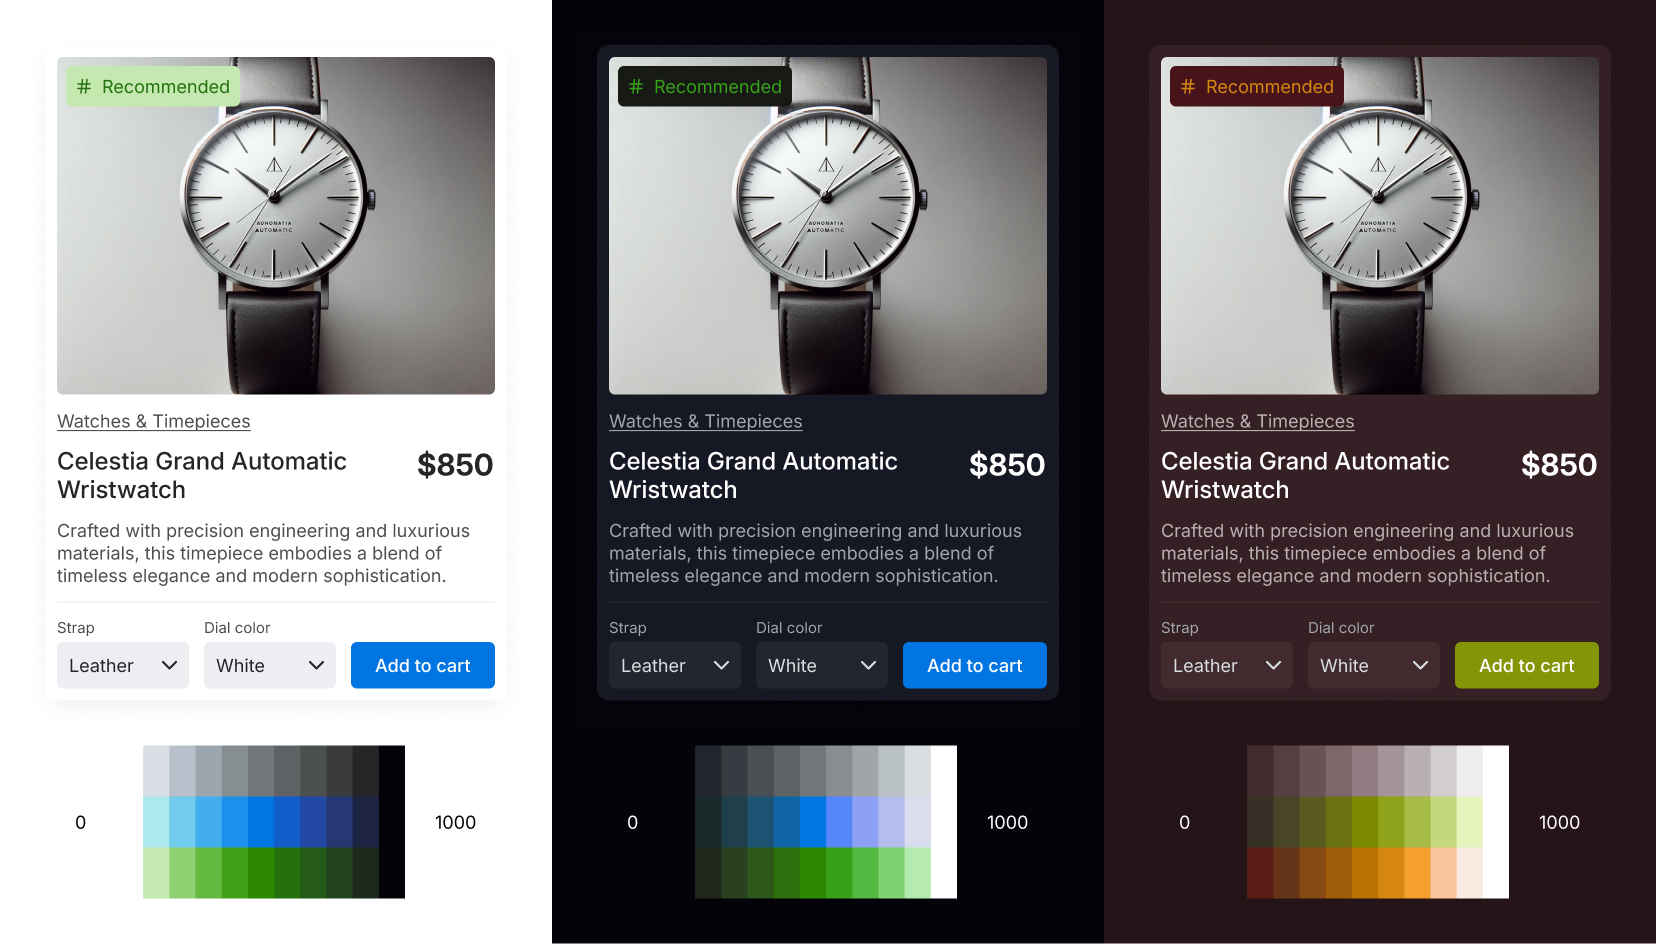 # Recommended
AUHONATIA
AUTOMATIC
Watches & Timepieces
Celestia Grand Automatic
Wristwatch
$850
Crafted with precision engineering and luxurious
materials, this timepiece embodies a blend of
timeless elegance and modern sophistication.
Strap
Dial color
Leather
White
Add to cart
0
1000
# Recommended
AUHONATIA
AUTOMATIC
Watches & Timepieces
Celestia Grand Automatic
Wristwatch
$850
Crafted with precision engineering and luxurious
materials, this timepiece embodies a blend of
timeless elegance and modern sophistication.
Strap
Dial color
Leather
White
Add to cart
0
1000
# Recommended
AUHONATIA
AUTOMATIC
Watches & Timepieces
Celestia Grand Automatic
Wristwatch
$850
Crafted with precision engineering and luxurious
materials, this timepiece embodies a blend of
timeless elegance and modern sophistication.
Strap
Dial color
Leather
White
Add to cart
0
1000